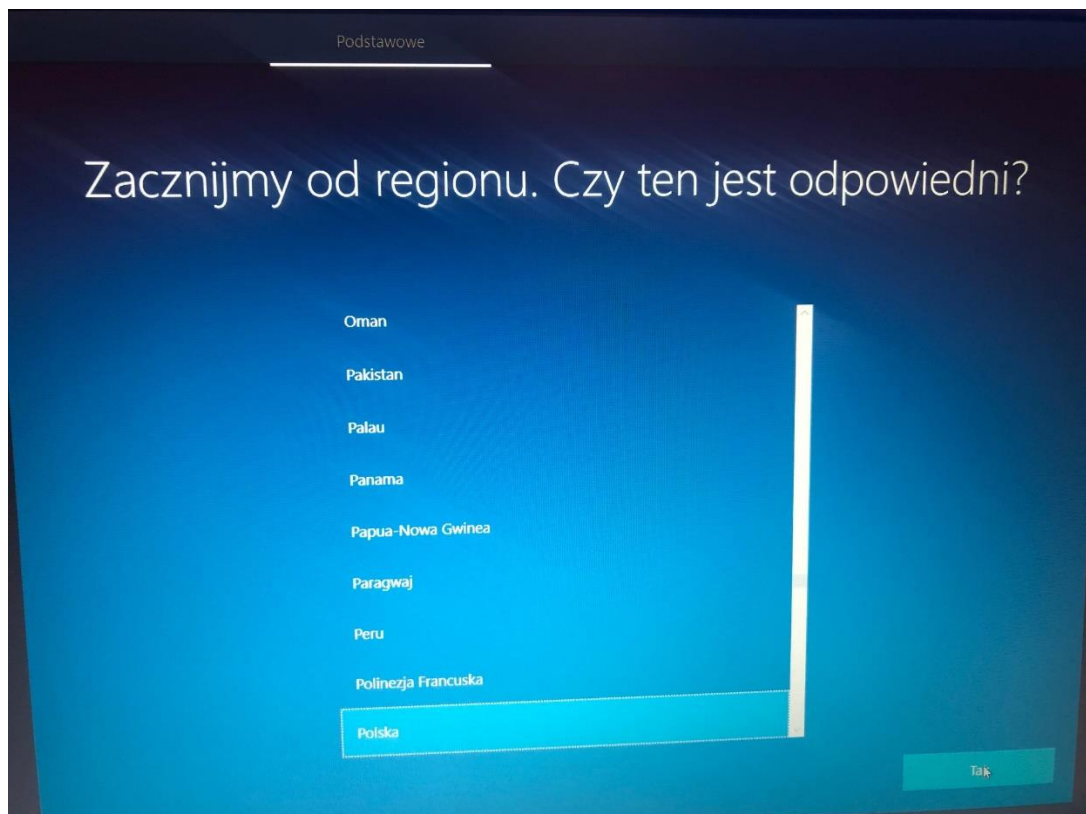 Podstawowe
Zacznijmy od regionu. Czy ten jest odpowiedni?
Oman
Pakistan
Palau
Panama
Papua-Nowa Gwinea
Paragwaj
Peru
Polinezja Francuska
Polska
Tak